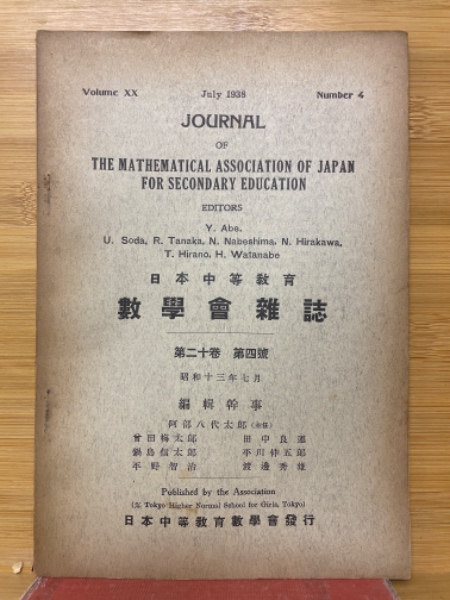 Volume XX July 1938 Number 4
JOURNAL
OF
THE MATHEMATICAL ASSOCIATION OF JAPAN
FOR SECONDARY EDUCATION
EDITORS
Y. Abe,
U. Soda, R. Tanaka, N. Nabeshima, N. Hirakawa,
T. Hirano, H. Watanabe
日本中等教育
數學會雜誌
第二十卷 第四號
昭和十三年七月
編輯幹事
阿部八代太郎
曾田梅太郎 田中良運
鍋島信太郎 平川仲五郎
平野智治 渡邊秀雄
Published by the Association
Tokyo Higher Normal School for Girls, Tokyo)
日本中等教育數學會發行